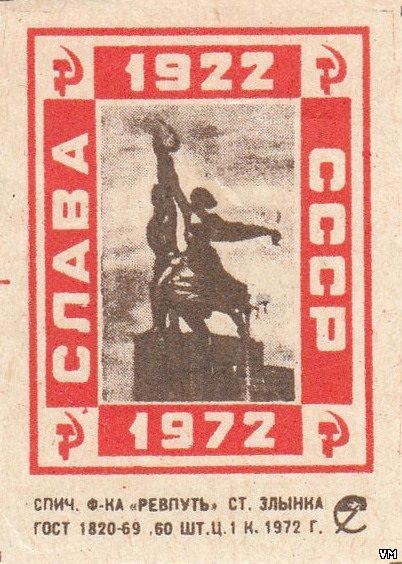 1922
СЛАВА
СССР
1972
СПИЧ. Ф-КА «РЕВПУТЬ» СТ. ЗЛЫНКА
ГОСТ 1820-69 .60 ШТ.Ц.1 К. 1972 Г.
VM